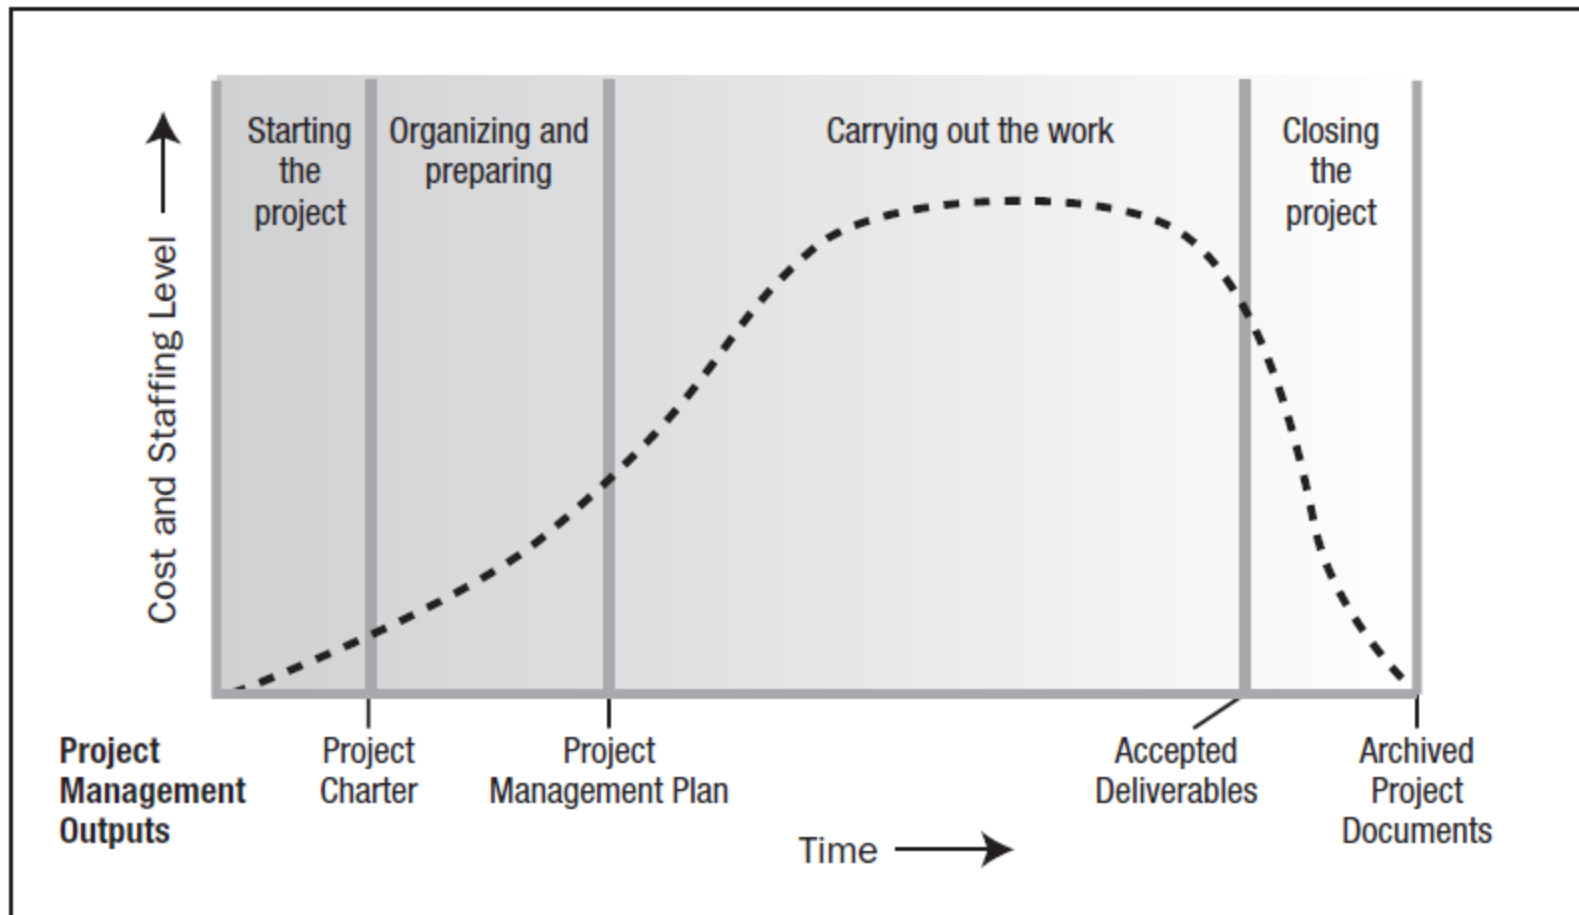 Starting
the
project
Organizing and
preparing
Carrying out the work
Closing
the
project
Cost and Staffing Level
Project
Management
Outputs
Project
Charter
Project
Management Plan
Accepted
Deliverables
Archived
Project
Documents
Time